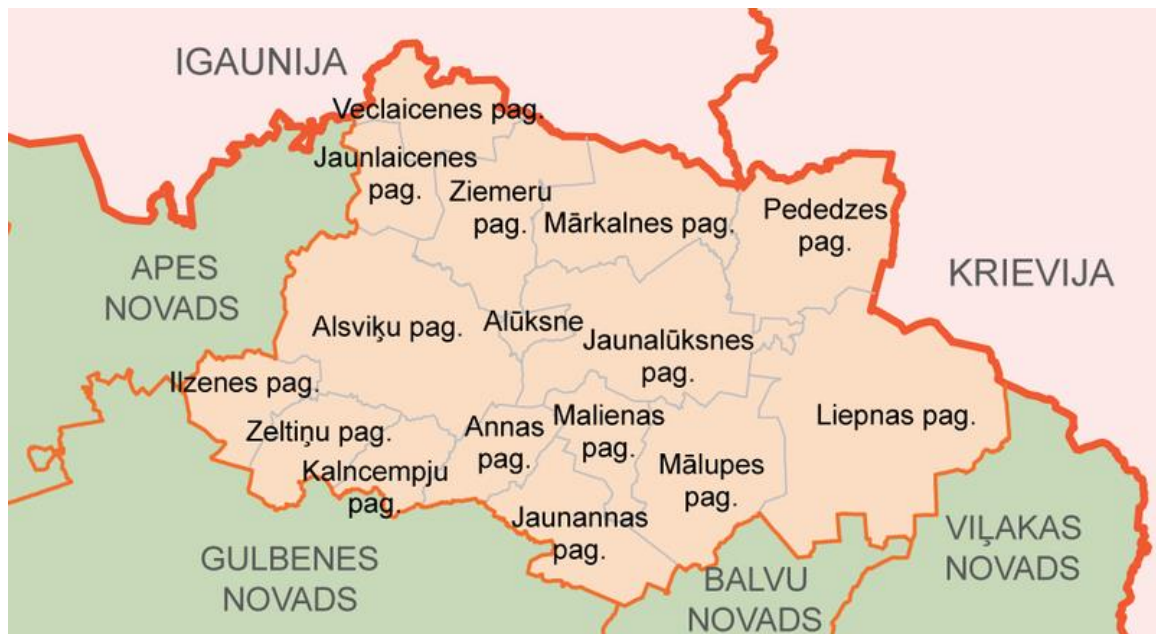 IGAUNIJA
Veclaicenes pag.
Jaunlaicenes
pag.
Ziemeru
pag.
Mārkalnes pag.
Pededzes
pag.
APES
NOVADS
KRIEVIJA
Alsviķu pag.
Alūksne
Jaunalūksnes
pag.
Ilzenes pag.
Zeltiņu pag.
Annas
pag.
Malienas
pag.
Liepnas pag.
Kalncempju
pag.
Mālupes
pag.
Jaunannas
pag.
GULBENES
NOVADS
BALVU
NOVADS
VIĻAKAS
NOVADS